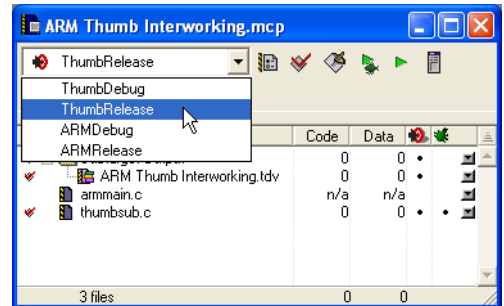 ARM Thumb Interworking.mcp
ThumbRelease
ThumbDebug
ThumbRelease
ARMDebug
ARMRelease
Code Data
0 0
ARM Thumb Interworking.tdv 0 0
armmain.c n/a n/a
thumbsub.c 0 0
3 files 0 0